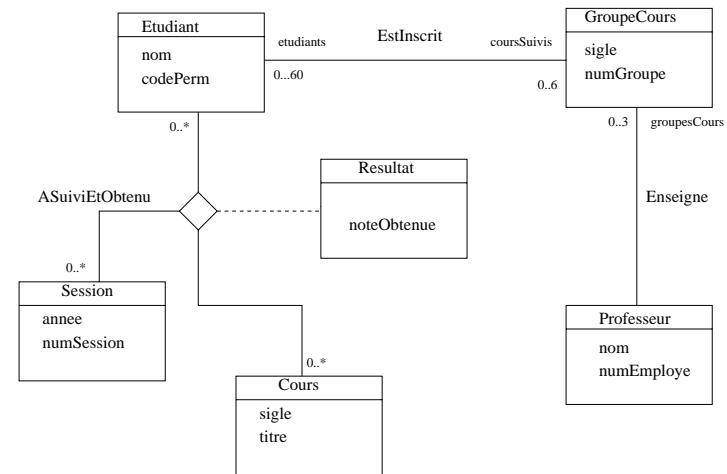 Etudiant
nom
codePerm
etudiants
EstInscrit
coursSuivis
0...60
0..6
GroupeCours
sigle
numGroupe
0..*
0..3
groupesCours
ASuiviEtObtenu
Resultat
noteObtenue
Enseigne
0..*
Session
annee
numSession
Professeur
nom
numEmploye
0..*
Cours
sigle
titre